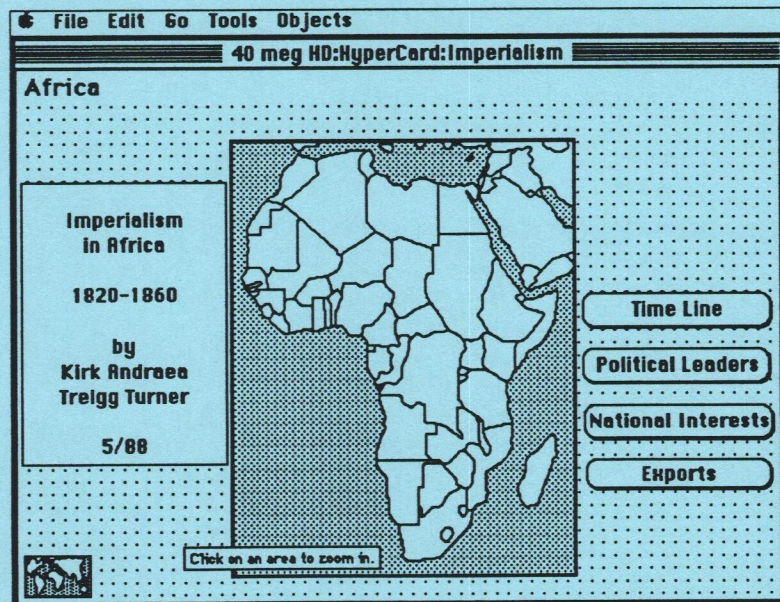 File Edit Go Tools Objects
40 meg HD:HyperCard:Imperialism
Africa
Imperialism
in Africa
1820-1860
by
Kirk Andraea
Treigg Turner
5/88
Time Line
Political Leaders
National Interests
Exports
Click on an area to zoom in.